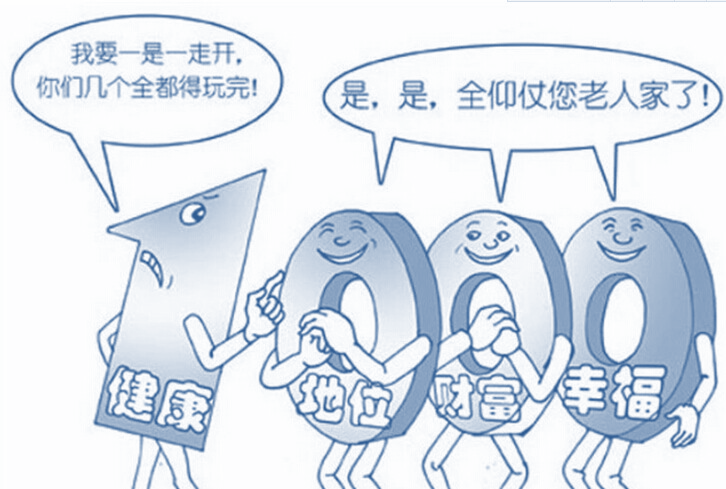 我要一是一走开,
你们几个全都得玩完!
是, 是, 全仰仗您老人家了!
健康
地位
财富
幸福